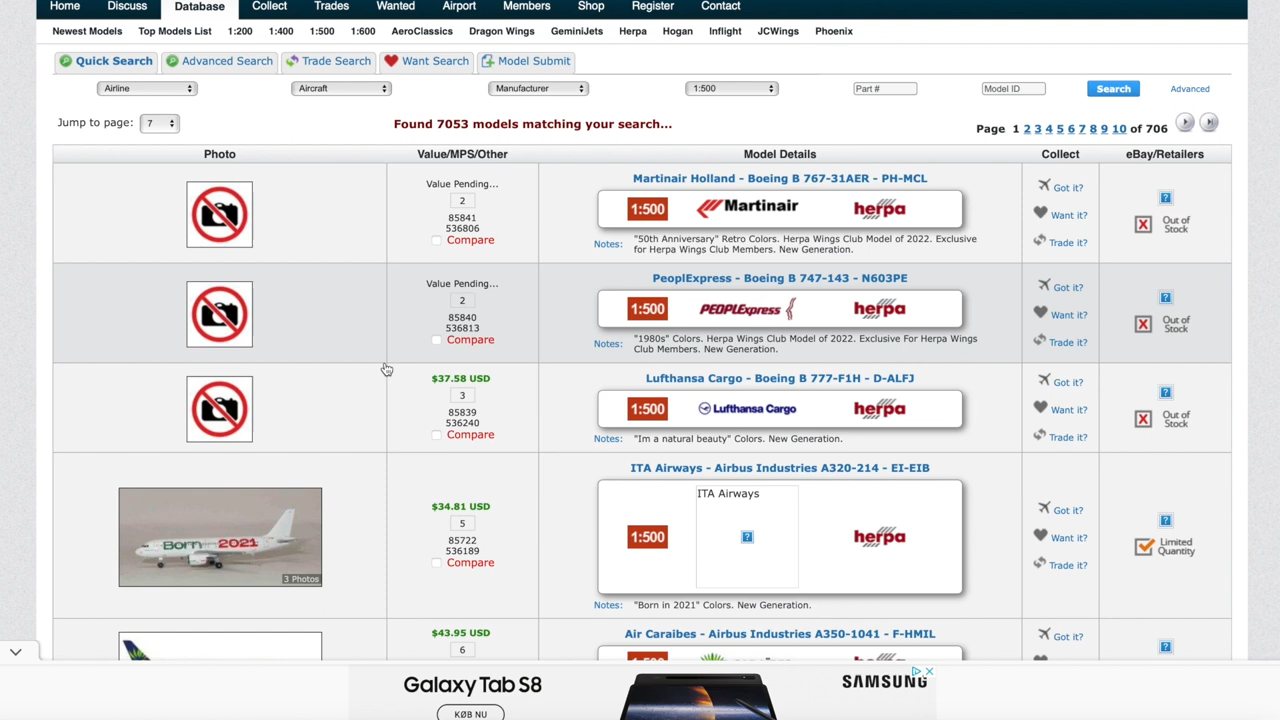 Home Discuss Database Collect Trades Wanted Airport Members Shop Register Contact
Newest Models Top Models List 1:200 1:400 1:500 1:600 AeroClassics Dragon Wings GeminiJets Herpa Hogan Inflight JCWings Phoenix
Quick Search Advanced Search Trade Search Want Search Model Submit
Airline Aircraft Manufacturer 1:500 Part # Model ID Search Advanced
Jump to page: 7 Found 7053 models matching your search... Page 1 2 3 4 5 6 7 8 9 10 of 706
Photo Value/MPS/Other Model Details Collect eBay/Retailers
Value Pending...
2
85841
536806
Compare
Martinair Holland - Boeing B 767-31AER - PH-MCL
1:500 Martinair herpa
Notes: "50th Anniversary" Retro Colors. Herpa Wings Club Model of 2022. Exclusive
for Herpa Wings Club Members. New Generation.
Got it?
Want it?
Trade it?
Out of
Stock
Value Pending...
2
85840
536813
Compare
PeoplExpress - Boeing B 747-143 - N603PE
1:500 PEOPLExpress herpa
Notes: "1980s" Colors. Herpa Wings Club Model of 2022. Exclusive For Herpa Wings
Club Members. New Generation.
Got it?
Want it?
Trade it?
Out of
Stock
$37.58 USD
3
85839
536240
Compare
Lufthansa Cargo - Boeing B 777-F1H - D-ALFJ
1:500 Lufthansa Cargo herpa
Notes: "Im a natural beauty" Colors. New Generation.
Got it?
Want it?
Trade it?
Out of
Stock
Born 2021
3 Photos
$34.81 USD
5
85722
536189
Compare
ITA Airways - Airbus Industries A320-214 - EI-EIB
1:500 ITA Airways herpa
Notes: "Born in 2021" Colors. New Generation.
Got it?
Want it?
Trade it?
Limited
Quantity
$43.95 USD
6
Air Caraibes - Airbus Industries A350-1041 - F-HMIL
Got it?
Galaxy Tab S8
KØB NU
SAMSUNG